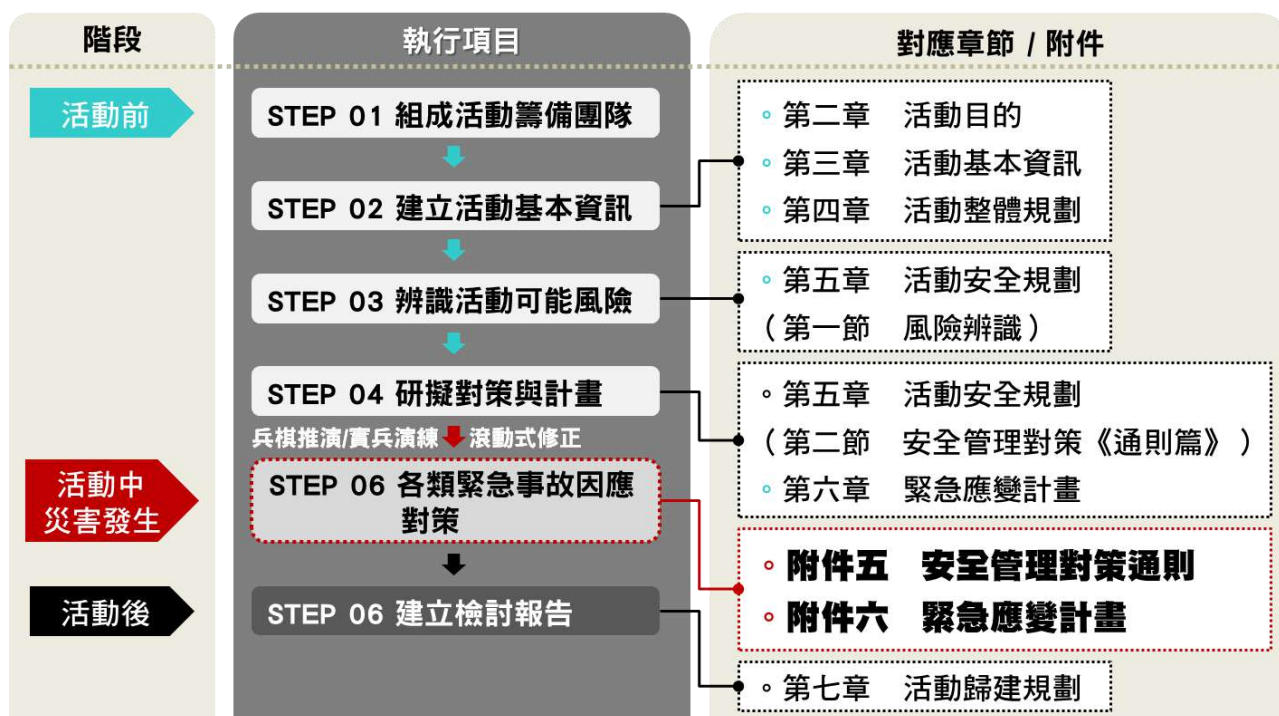 階段
執行項目
對應章節 / 附件
活動前
STEP 01 組成活動籌備團隊
STEP 02 建立活動基本資訊
。第二章 活動目的
。第三章 活動基本資訊
。第四章 活動整體規劃
STEP 03 辨識活動可能風險
。第五章 活動安全規劃
（第一節 風險辨識）
STEP 04 研擬對策與計畫
兵棋推演/實兵演練 滾動式修正
。第五章 活動安全規劃
（第二節 安全管理對策《通則篇》）
。第六章 緊急應變計畫
活動中
災害發生
STEP 06 各類緊急事故因應
對策
。附件五 安全管理對策通則
。附件六 緊急應變計畫
活動後
STEP 06 建立檢討報告
。第七章 活動歸建規劃